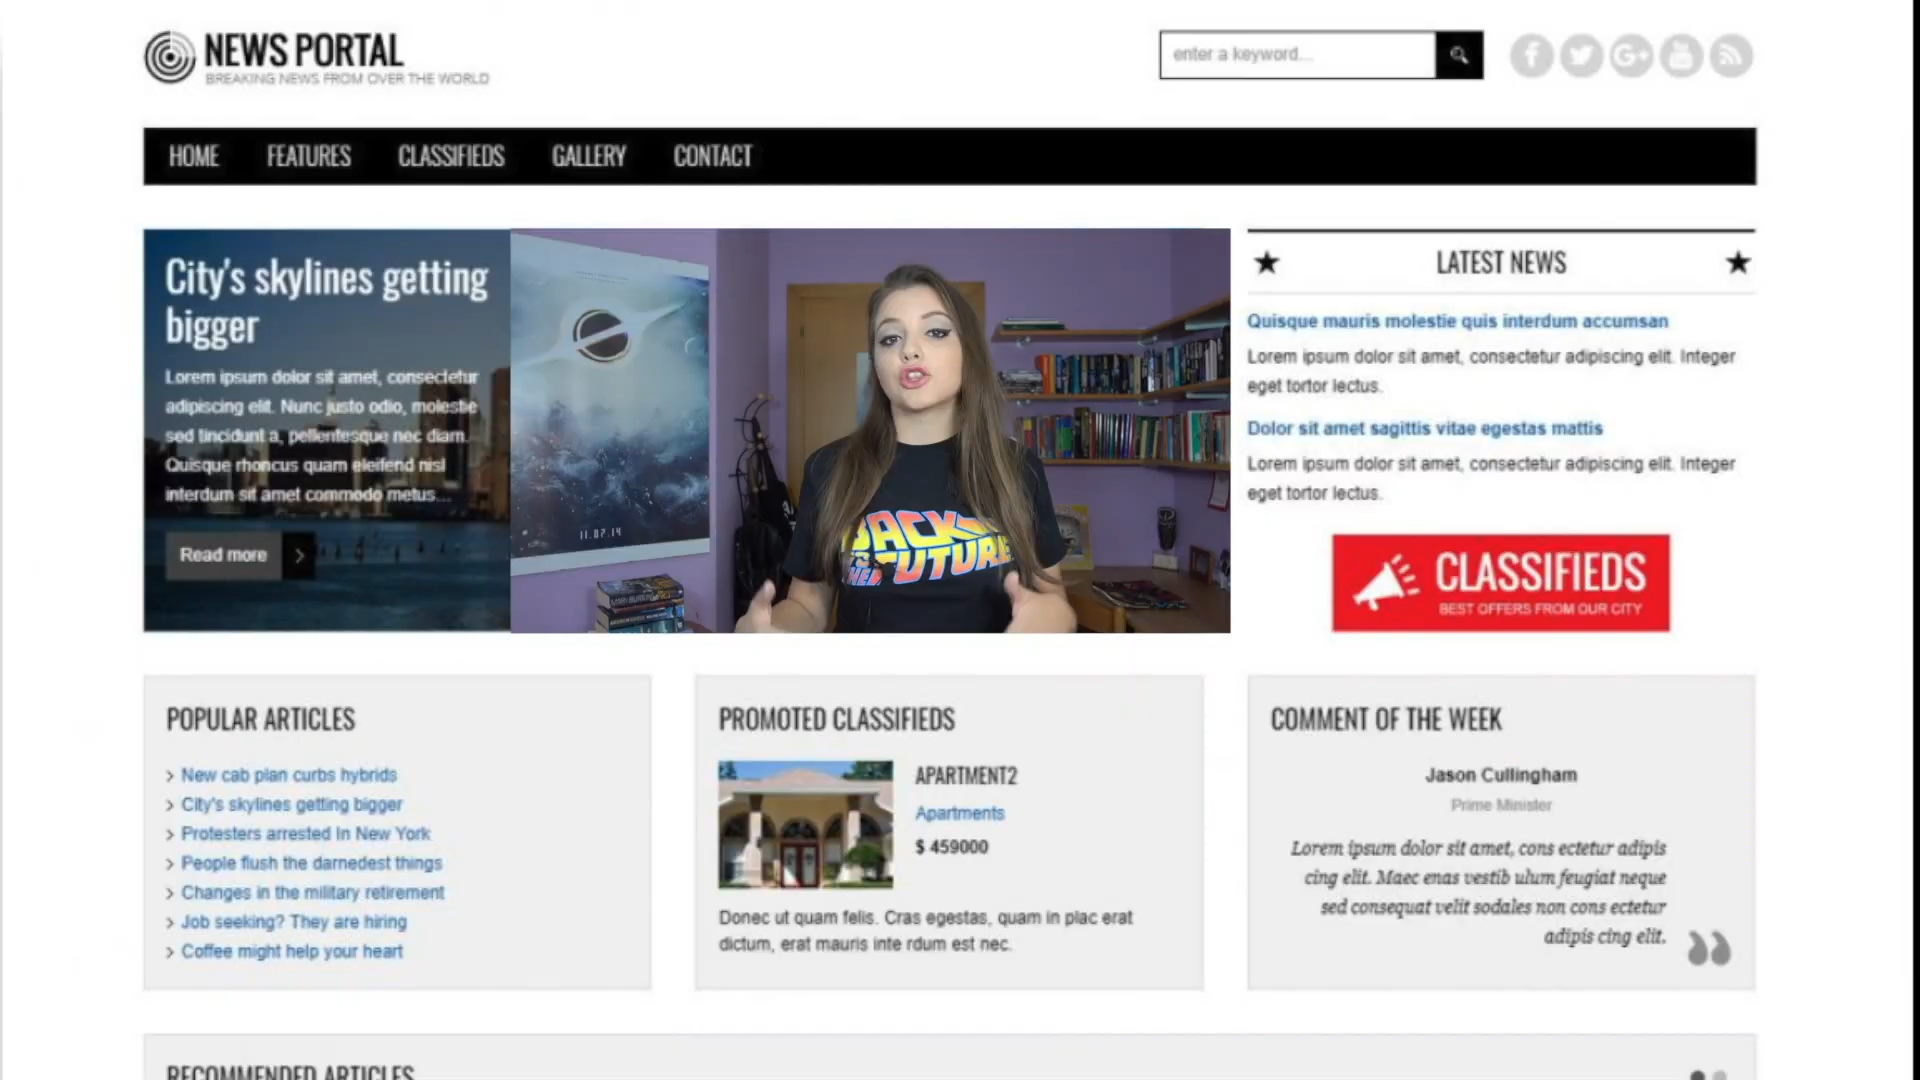 NEWS PORTAL
BREAKING NEWS FROM OVER THE WORLD
enter a keyword...
HOME FEATURES CLASSIFIEDS GALLERY CONTACT
City's skylines getting
bigger
Lorem ipsum dolor sit amet, consectetur
adipiscing elit. Nunc justo odio, molestie
sed tincidunt a, pellentesque nec diam.
Quisque rhoncus quam eleifend nisl
interdum sit amet commodo metus...
Read more
11.07.14
BACK
TO THE FUTURE
LATEST NEWS
Quisque mauris molestie quis interdum accumsan
Lorem ipsum dolor sit amet, consectetur adipiscing elit. Integer
eget tortor lectus.
Dolor sit amet sagittis vitae egestas mattis
Lorem ipsum dolor sit amet, consectetur adipiscing elit. Integer
eget tortor lectus.
CLASSIFIEDS
BEST OFFERS FROM OUR CITY
POPULAR ARTICLES
New cab plan curbs hybrids
City's skylines getting bigger
Protesters arrested In New York
People flush the darnedest things
Changes in the military retirement
Job seeking? They are hiring
Coffee might help your heart
PROMOTED CLASSIFIEDS
APARTMENT2
Apartments
$ 459000
Donec ut quam felis. Cras egestas, quam in plac erat
dictum, erat mauris inte rdum est nec.
COMMENT OF THE WEEK
Jason Cullingham
Prime Minister
Lorem ipsum dolor sit amet, cons ectetur adipis
cing elit. Maec enas vestib ulum feugiat neque
sed consequat velit sodales non cons ectetur
adipis cing elit.
RECOMMENDED ARTICLES